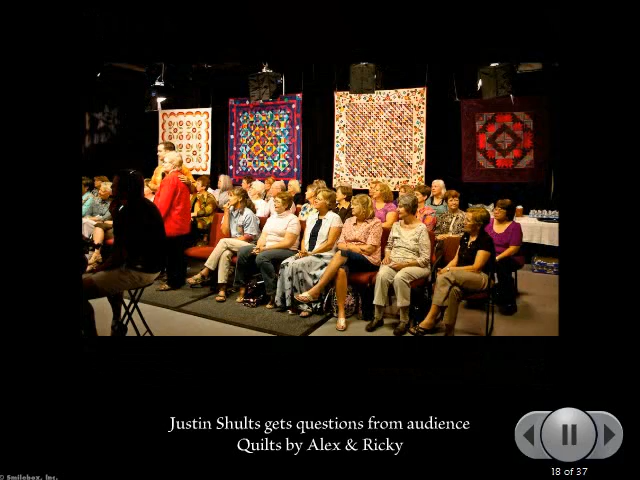 Justin Shults gets questions from audience
Quilts by Alex & Ricky
18 of 37
© Smilebox, Inc.